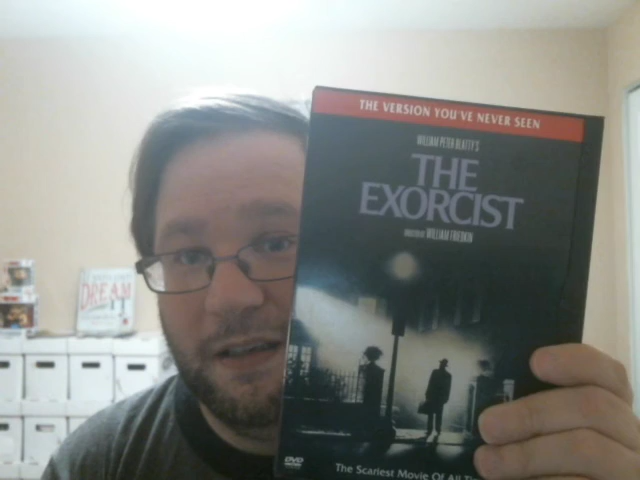 THE VERSION YOU'VE NEVER SEEN
WILLIAM PETER BLATTY'S
THE
EXORCIST
DIRECTED BY WILLIAM FRIEDKIN
DREAM
DVD
The Scariest Movie Of All